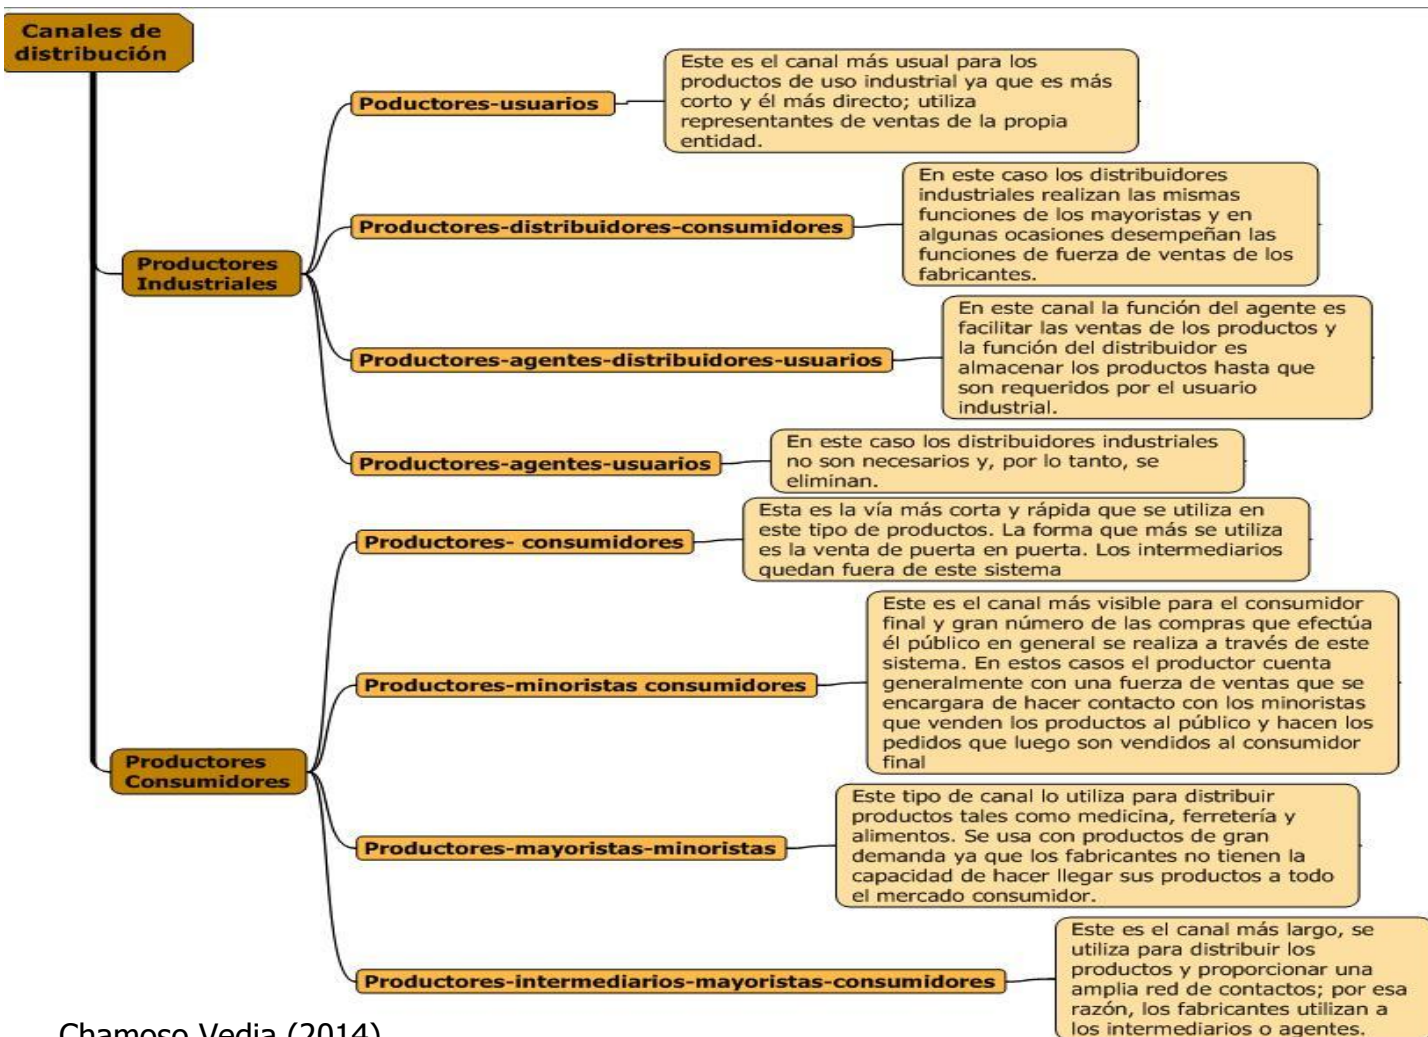 Canales de
distribución
Productores
Industriales
Poductores-usuarios
Este es el canal más usual para los
productos de uso industrial ya que es más
corto y él más directo; utiliza
representantes de ventas de la propia
entidad.
Productores-distribuidores-consumidores
En este caso los distribuidores
industriales realizan las mismas
funciones de los mayoristas y en
algunas ocasiones desempeñan las
funciones de fuerza de ventas de los
fabricantes.
Productores-agentes-distribuidores-usuarios
En este canal la función del agente es
facilitar las ventas de los productos y
la función del distribuidor es
almacenar los productos hasta que
son requeridos por el usuario
industrial.
Productores-agentes-usuarios
En este caso los distribuidores industriales
no son necesarios y, por lo tanto, se
eliminan.
Productores
Consumidores
Productores- consumidores
Esta es la vía más corta y rápida que se utiliza en
este tipo de productos. La forma que más se utiliza
es la venta de puerta en puerta. Los intermediarios
quedan fuera de este sistema
Productores-minoristas consumidores
Este es el canal más visible para el consumidor
final y gran número de las compras que efectúa
él público en general se realiza a través de este
sistema. En estos casos el productor cuenta
generalmente con una fuerza de ventas que se
encargara de hacer contacto con los minoristas
que venden los productos al público y hacen los
pedidos que luego son vendidos al consumidor
final
Productores-mayoristas-minoristas
Este tipo de canal lo utiliza para distribuir
productos tales como medicina, ferretería y
alimentos. Se usa con productos de gran
demanda ya que los fabricantes no tienen la
capacidad de hacer llegar sus productos a todo
el mercado consumidor.
Productores-intermediarios-mayoristas-consumidores
Este es el canal más largo, se
utiliza para distribuir los
productos y proporcionar una
amplia red de contactos; por esa
razón, los fabricantes utilizan a
los intermediarios o agentes.
Chamoso Vedia (2014)